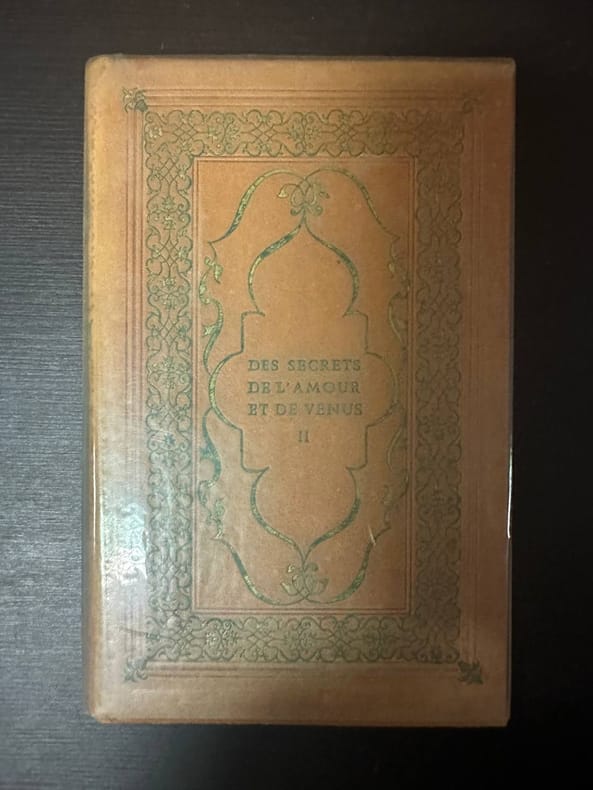 DES SECRETS
DE L'AMOUR
ET DE VENUS
II